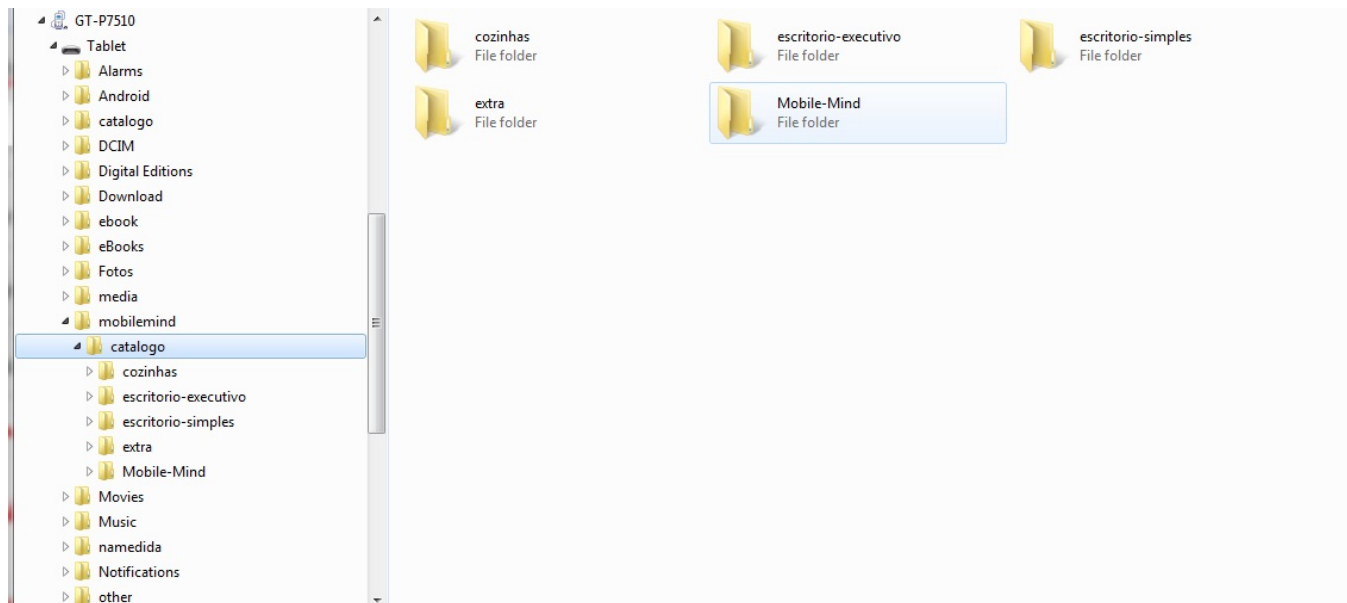 GT-P7510
Tablet
Alarms
Android
catalogo
DCIM
Digital Editions
Download
ebook
eBooks
Fotos
media
mobilemind
catalogo
cozinhas
escritorio-executivo
escritorio-simples
extra
Mobile-Mind
Movies
Music
namedida
Notifications
other
cozinhas
File folder
escritorio-executivo
File folder
escritorio-simples
File folder
extra
File folder
Mobile-Mind
File folder